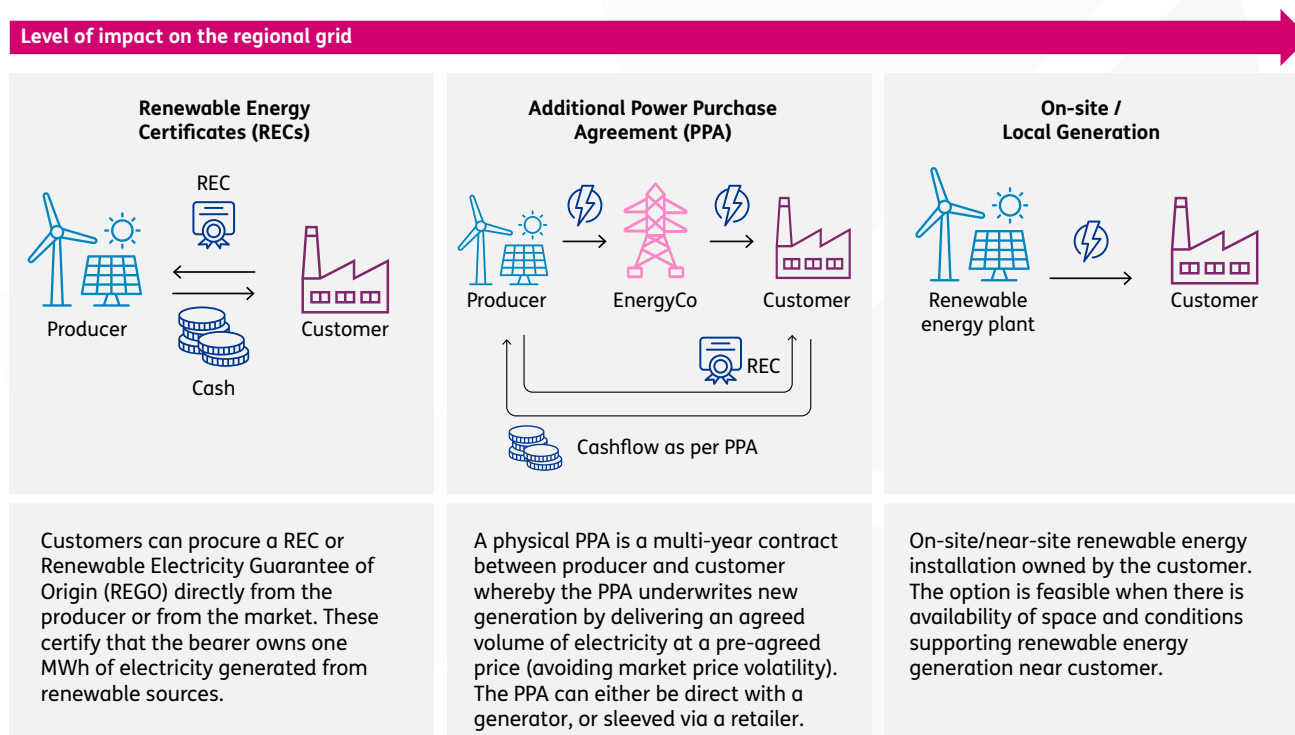 Level of impact on the regional grid
Renewable Energy
Certificates (RECs)
REC
Producer
Customer
Cash
Additional Power Purchase
Agreement (PPA)
Producer
EnergyCo
Customer
REC
Cashflow as per PPA
On-site /
Local Generation
Renewable
energy plant
Customer
Customers can procure a REC or
Renewable Electricity Guarantee of
Origin (REGO) directly from the
producer or from the market. These
certify that the bearer owns one
MWh of electricity generated from
renewable sources.
A physical PPA is a multi-year contract
between producer and customer
whereby the PPA underwrites new
generation by delivering an agreed
volume of electricity at a pre-agreed
price (avoiding market price volatility).
The PPA can either be direct with a
generator, or sleeved via a retailer.
On-site/near-site renewable energy
installation owned by the customer.
The option is feasible when there is
availability of space and conditions
supporting renewable energy
generation near customer.